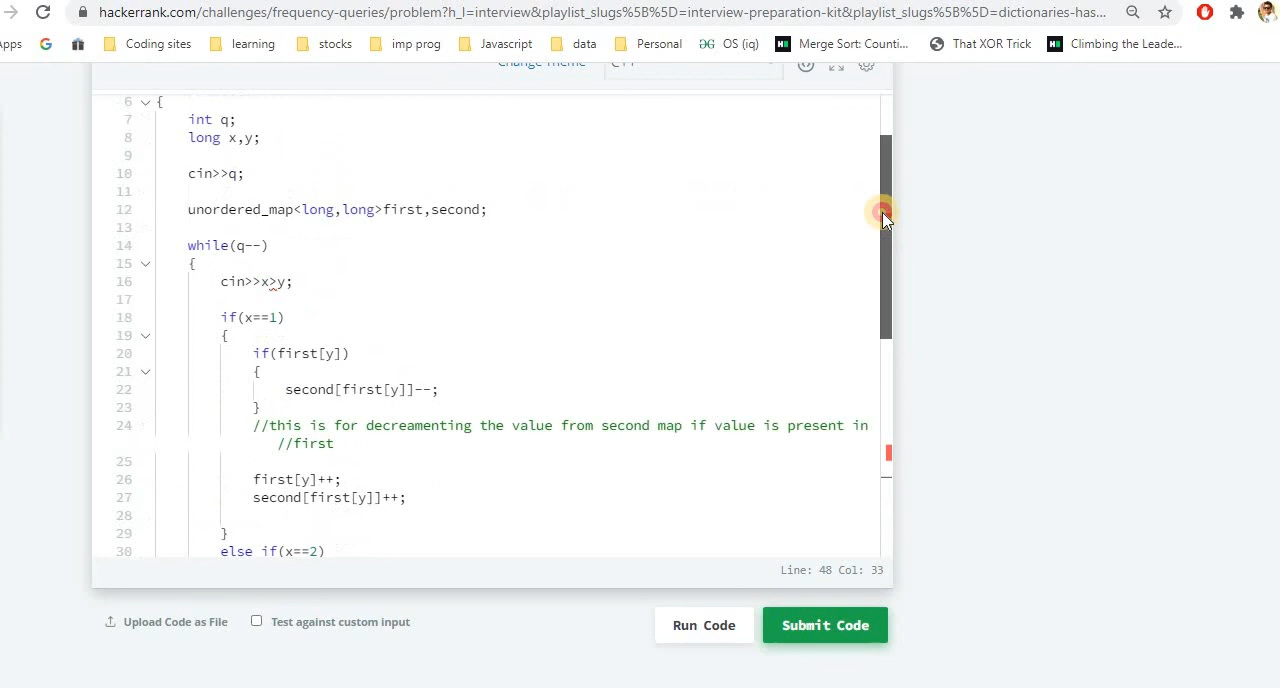 hackerrank.com/challenges/frequency-queries/problem?h_l=interview&playlist_slugs%5B%5D=interview-preparation-kit&playlist_slugs%5B%5D=dictionaries-has...
pps Coding sites learning stocks imp prog Javascript data Personal OS (iq) Merge Sort: Counti... That XOR Trick Climbing the Leade...
Change Theme C++
6 {
7 int q;
8 long x,y;
9
10 cin>>q;
11
12 unordered_map<long,long>first,second;
13
14 while(q--)
15 {
16 cin>>x>y;
17
18 if(x==1)
19 {
20 if(first[y])
21 {
22 second[first[y]]--;
23 }
24 //this is for decreamenting the value from second map if value is present in
//first
25
26 first[y]++;
27 second[first[y]]++;
28
29 }
30 else if(x==2)
Line: 48 Col: 33
Upload Code as File Test against custom input Run Code Submit Code